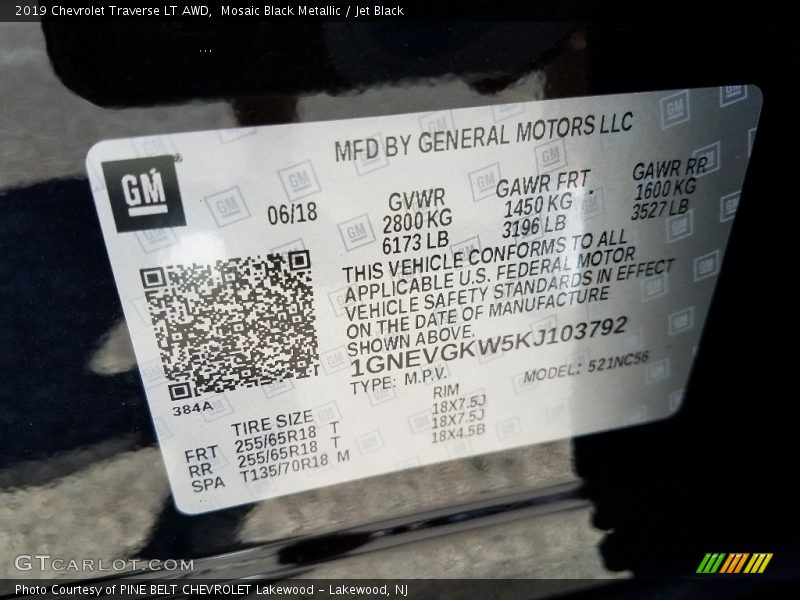 2019 Chevrolet Traverse LT AWD,  Mosaic Black Metallic / Jet Black
MFD BY GENERAL MOTORS LLC
GM
06/18
GVWR
2800 KG
6173 LB
GAWR FRT
1450 KG
3196 LB
GAWR RR
1600 KG
3527 LB
THIS VEHICLE CONFORMS TO ALL
APPLICABLE U.S. FEDERAL MOTOR
VEHICLE SAFETY STANDARDS IN EFFECT
ON THE DATE OF MANUFACTURE
SHOWN ABOVE.
1GNEVGKW5KJ103792
TYPE: M.P.V. MODEL: 521NC56
384A
TIRE SIZE RIM
FRT 255/65R18 T 18X7.5J
RR 255/65R18 T 18X7.5J
SPA T135/70R18 M 18X4.5B
GTCARLOT.COM
Photo Courtesy of PINE BELT CHEVROLET Lakewood - Lakewood, NJ